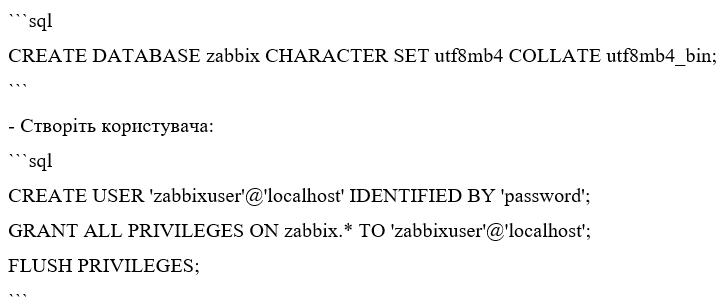 ```sql
CREATE DATABASE zabbix CHARACTER SET utf8mb4 COLLATE utf8mb4_bin;
```
- Створіть користувача:
```sql
CREATE USER 'zabbixuser'@'localhost' IDENTIFIED BY 'password';
GRANT ALL PRIVILEGES ON zabbix.* TO 'zabbixuser'@'localhost';
FLUSH PRIVILEGES;
```